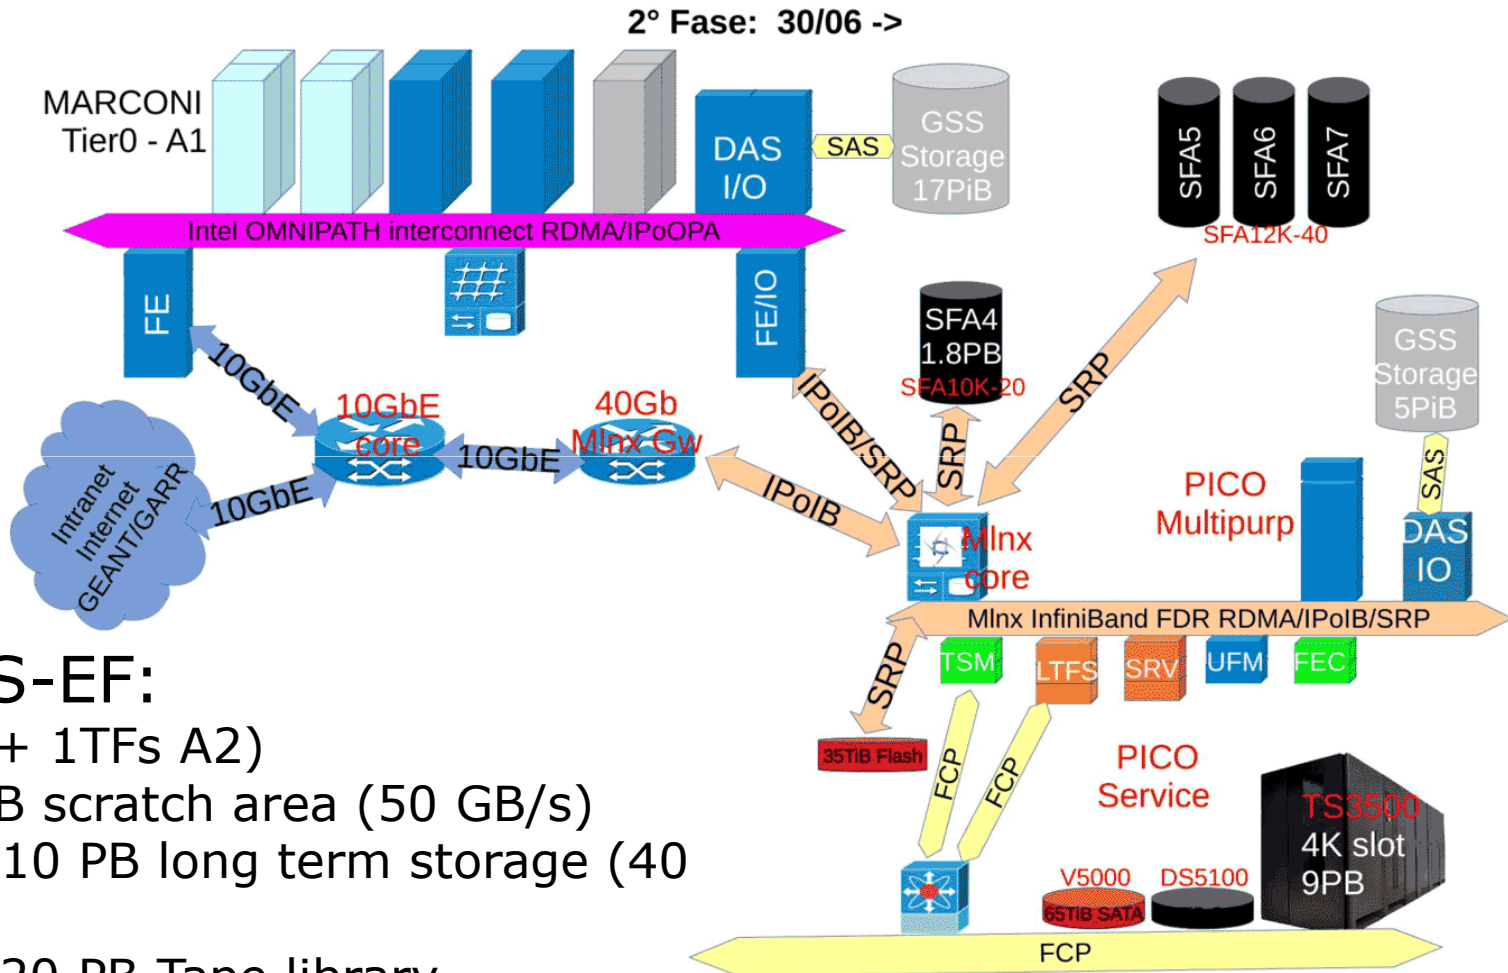 2° Fase: 30/06 ->
MARCONI
Tier0 - A1
DAS
I/O
SAS
GSS
Storage
17PiB
SFA5
SFA6
SFA7
SFA12K-40
Intel OMNIPATH interconnect RDMA/IPoOPA
FE
FE/IO
SFA4
1.8PB
SFA10K-20
SRP
GSS
Storage
5PiB
SAS
10GbE
10GbE
core
10GbE
40Gb
Mlnx Gw
IPoIB/SRP
SRP
IPoIB
10GbE
Intranet
Internet
GEANT/GARR
PICO
Multipurp
DAS
IO
Mlnx
core
Mlnx InfiniBand FDR RDMA/IPoIB/SRP
SRP
TSM
LTFS
SRV
UFM
FEC
S-EF:
+ 1TFs A2)
B scratch area (50 GB/s)
10 PB long term storage (40
20 PB Tape library
35TiB Flash
FCP
FCP
PICO
Service
TS3500
4K slot
9PB
V5000
65TiB SATA
DS5100
FCP